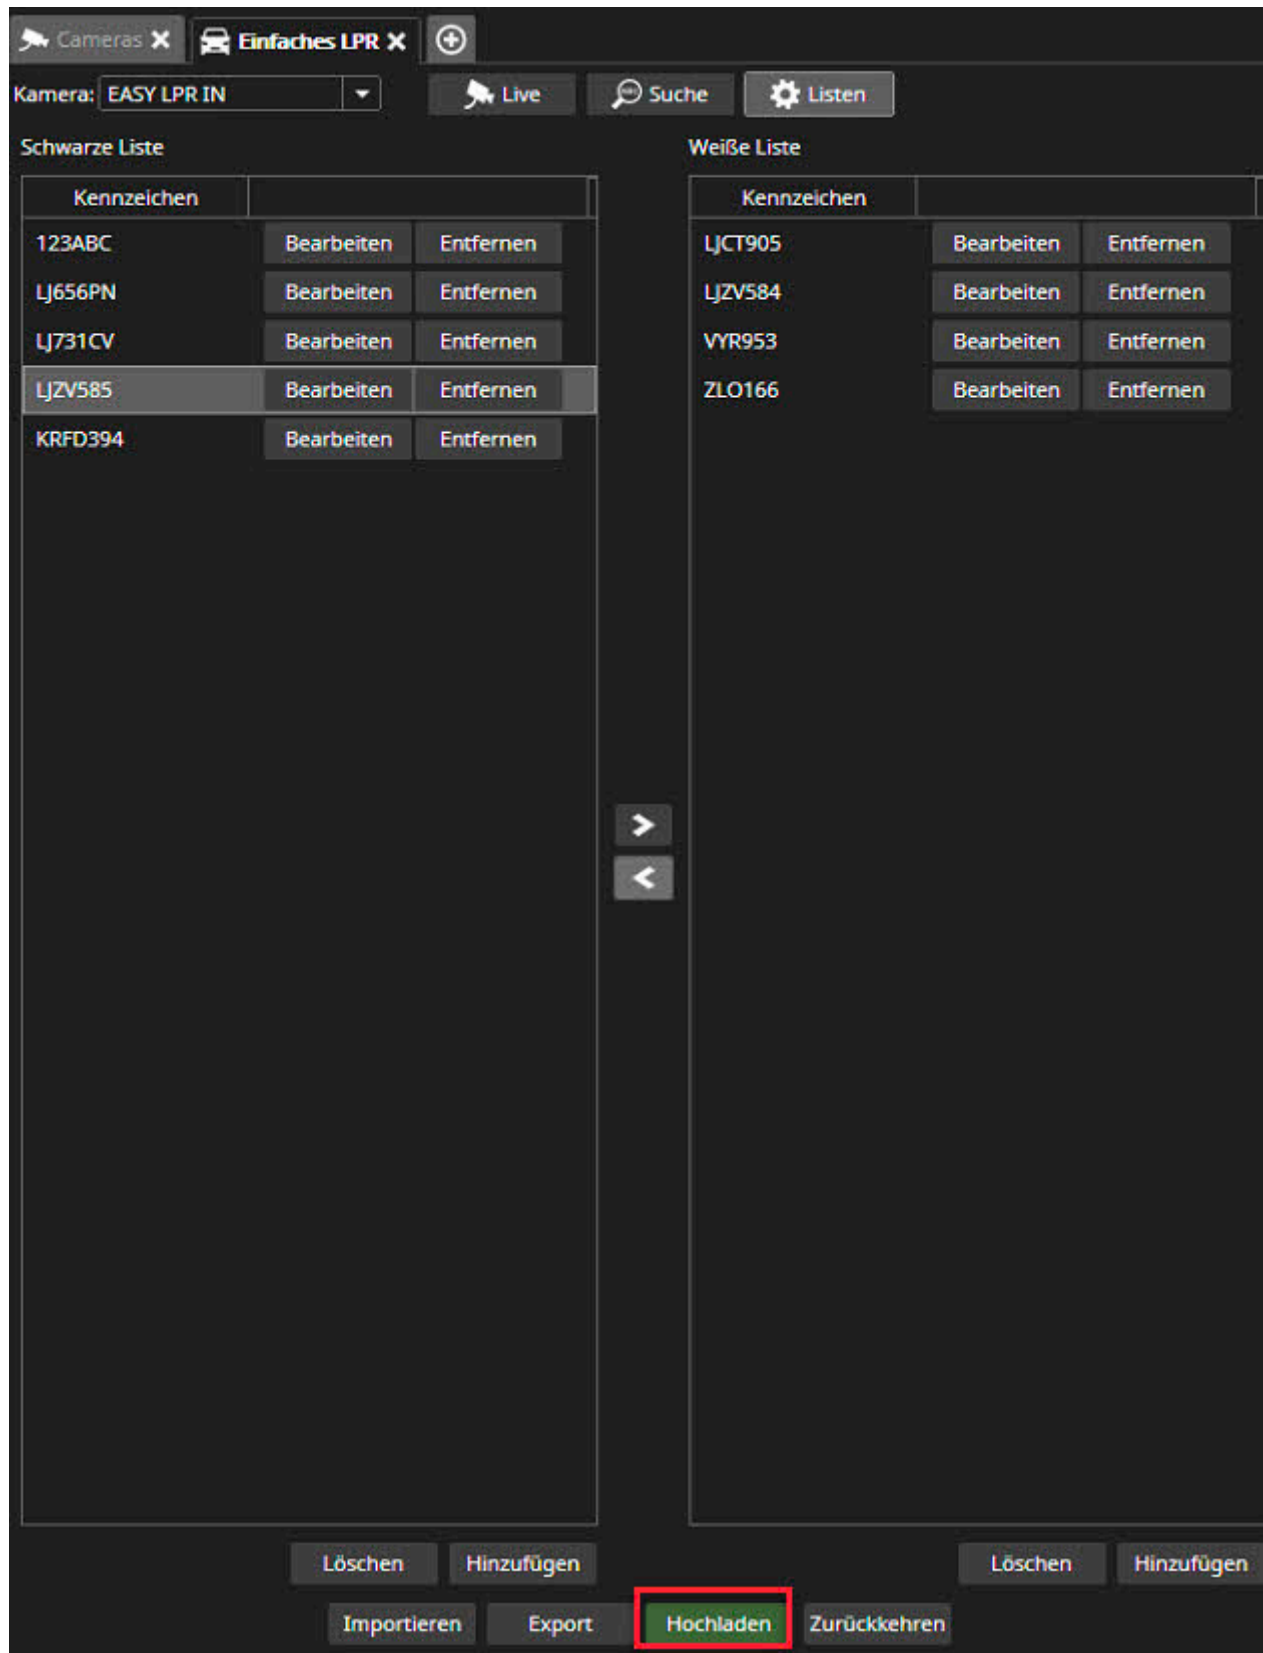 Cameras Einfaches LPR
Kamera: EASY LPR IN Live Suche Listen
Schwarze Liste Weiße Liste
Kennzeichen Kennzeichen
123ABC Bearbeiten Entfernen LJCT905 Bearbeiten Entfernen
LJ656PN Bearbeiten Entfernen LJZV584 Bearbeiten Entfernen
LJ731CV Bearbeiten Entfernen VYR953 Bearbeiten Entfernen
LJZV585 Bearbeiten Entfernen ZLO166 Bearbeiten Entfernen
KRFD394 Bearbeiten Entfernen
Löschen Hinzufügen Löschen Hinzufügen
Importieren Export Hochladen Zurückkehren